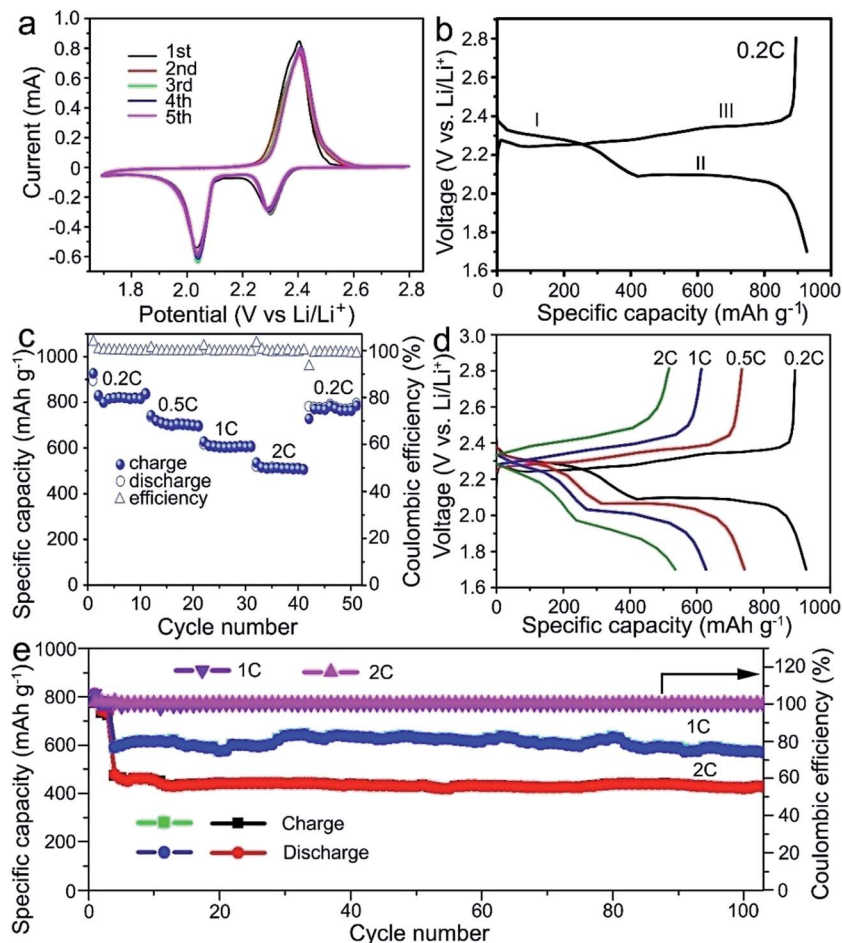 a
1.0
0.8
0.6
0.4
0.2
0
-0.2
-0.4
-0.6
Current (mA)
1st
2nd
3rd
4th
5th
1.8 2.0 2.2 2.4 2.6 2.8
Potential (V vs Li/Li⁺)
b
2.8
2.6
2.4
2.2
2.0
1.8
1.6
Voltage (V vs. Li/Li⁺)
0.2C
I
III
II
0 200 400 600 800 1000
Specific capacity (mAh g⁻¹)
c
1000
800
600
400
200
0
Specific capacity (mAh g⁻¹)
0.2C
0.5C
1C
2C
0.2C
charge
discharge
efficiency
100
80
60
40
20
0
Coulombic efficiency (%)
0 10 20 30 40 50
Cycle number
d
3.0
2.8
2.6
2.4
2.2
2.0
1.8
1.6
Voltage (V vs. Li/Li⁺)
2C 1C 0.5C 0.2C
0 200 400 600 800 1000
Specific capacity (mAh g⁻¹)
e
1000
800
600
400
200
0
Specific capacity (mAh g⁻¹)
1C 2C
1C
2C
Charge
Discharge
120
100
80
60
40
20
0
Coulombic efficiency (%)
0 20 40 60 80 100
Cycle number